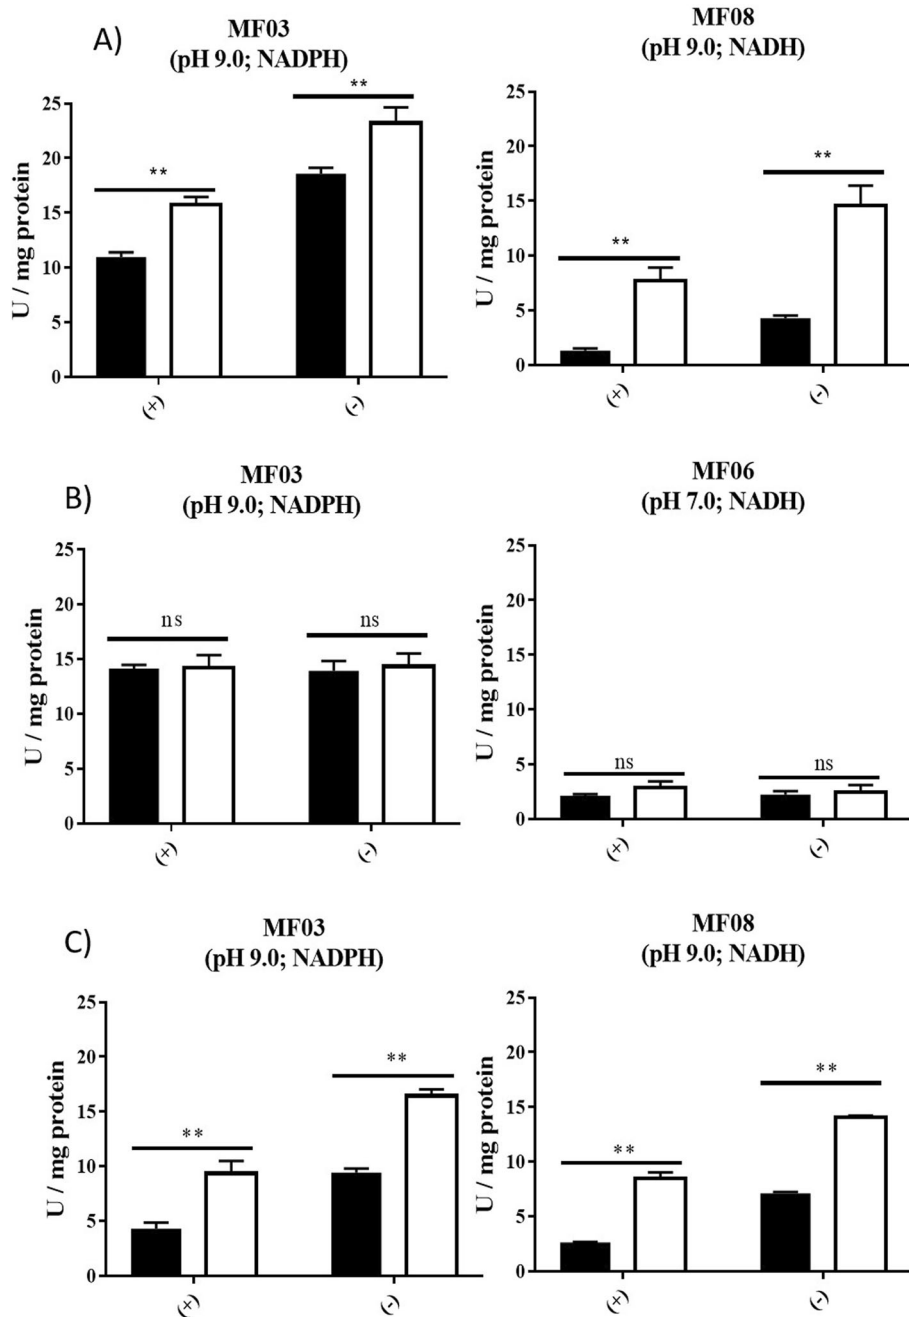 A)
MF03
(pH 9.0; NADPH)
U / mg protein
25
20
15
10
5
0
**
**
(+)
(-)
MF08
(pH 9.0; NADH)
U / mg protein
25
20
15
10
5
0
**
**
(+)
(-)
B)
MF03
(pH 9.0; NADPH)
U / mg protein
25
20
15
10
5
0
ns
ns
(+)
(-)
MF06
(pH 7.0; NADH)
U / mg protein
25
20
15
10
5
0
ns
ns
(+)
(-)
C)
MF03
(pH 9.0; NADPH)
U / mg protein
25
20
15
10
5
0
**
**
(+)
(-)
MF08
(pH 9.0; NADH)
U / mg protein
25
20
15
10
5
0
**
**
(+)
(-)